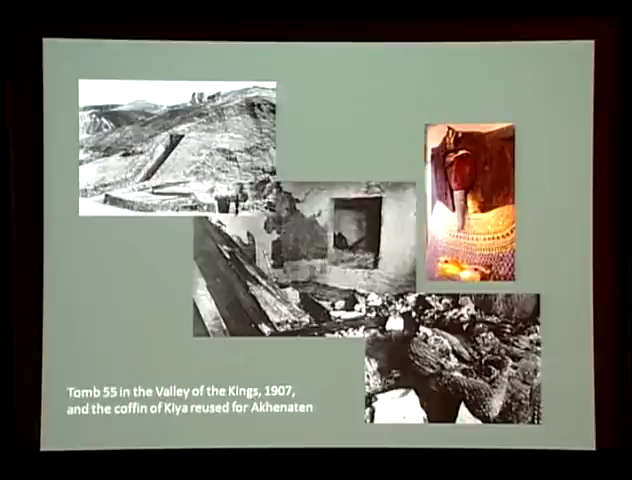 Tomb 55 in the Valley of the Kings, 1907,
and the coffin of Kiya reused for Akhenaten